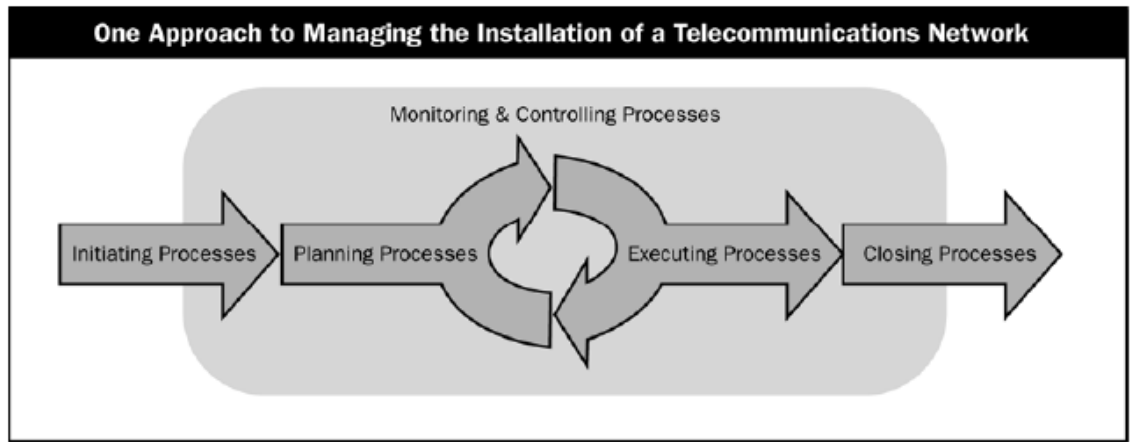 One Approach to Managing the Installation of a Telecommunications Network
Monitoring & Controlling Processes
Initiating Processes
Planning Processes
Executing Processes
Closing Processes